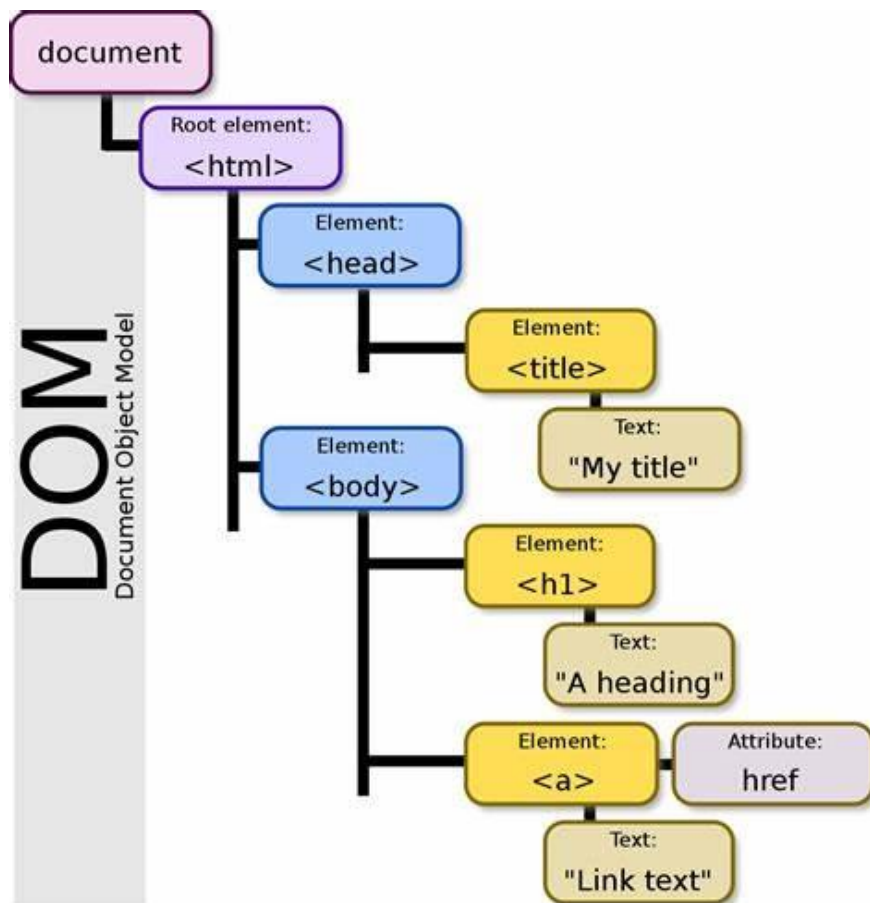 document
Root element:
<html>
Element:
<head>
Element:
<title>
Text:
"My title"
Element:
<body>
Element:
<h1>
Text:
"A heading"
Element:
<a>
Attribute:
href
Text:
"Link text"
DOM
Document Object Model